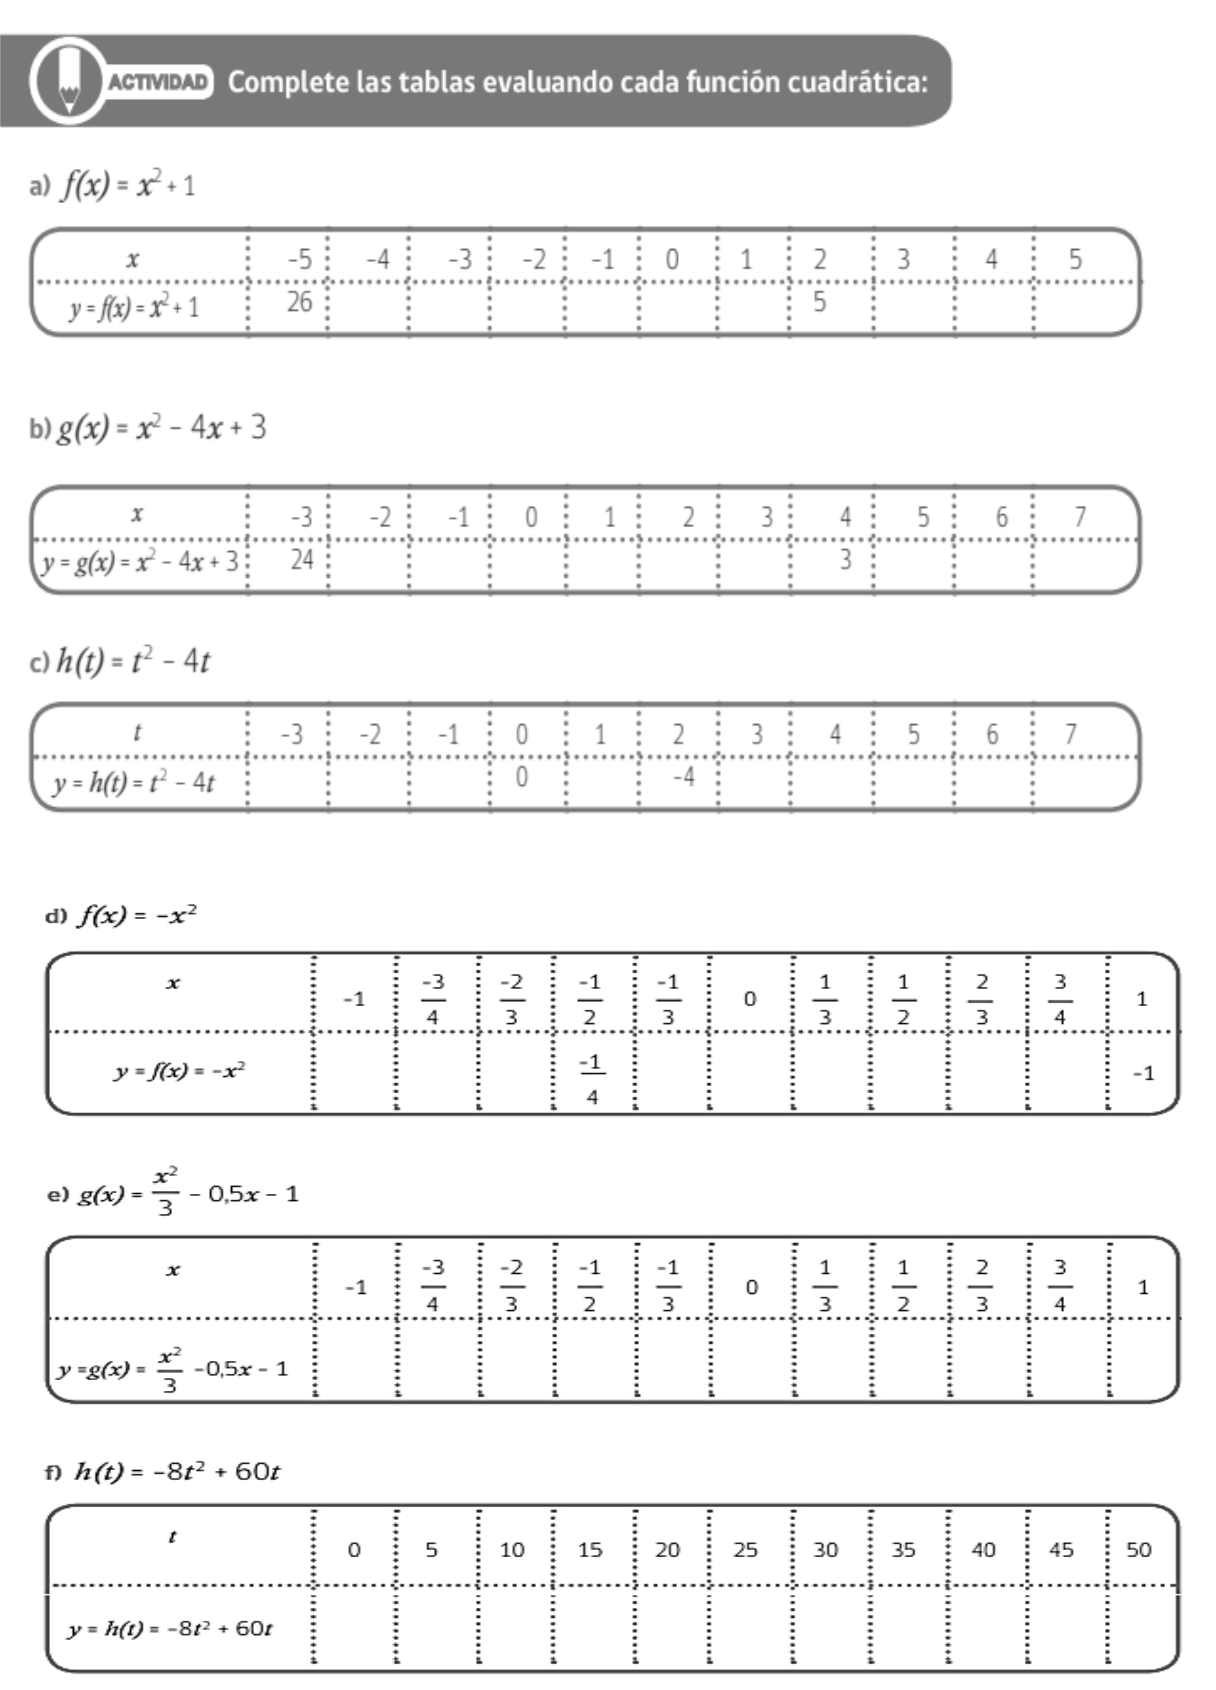 ACTIVIDAD Complete las tablas evaluando cada función cuadrática:
a) f(x) = x² + 1
x -5 -4 -3 -2 -1 0 1 2 3 4 5
y = f(x) = x² + 1 26 5
b) g(x) = x² - 4x + 3
x -3 -2 -1 0 1 2 3 4 5 6 7
y = g(x) = x² - 4x + 3 24 3
c) h(t) = t² - 4t
t -3 -2 -1 0 1 2 3 4 5 6 7
y = h(t) = t² - 4t 0 -4
d) f(x) = -x²
x -1 -3/4 -2/3 -1/2 -1/3 0 1/3 1/2 2/3 3/4 1
y = f(x) = -x² -1/4 -1
e) g(x) = x²/3 - 0,5x - 1
x -1 -3/4 -2/3 -1/2 -1/3 0 1/3 1/2 2/3 3/4 1
y =g(x) = x²/3 -0,5x - 1
f) h(t) = -8t² + 60t
t 0 5 10 15 20 25 30 35 40 45 50
y = h(t) = -8t² + 60t